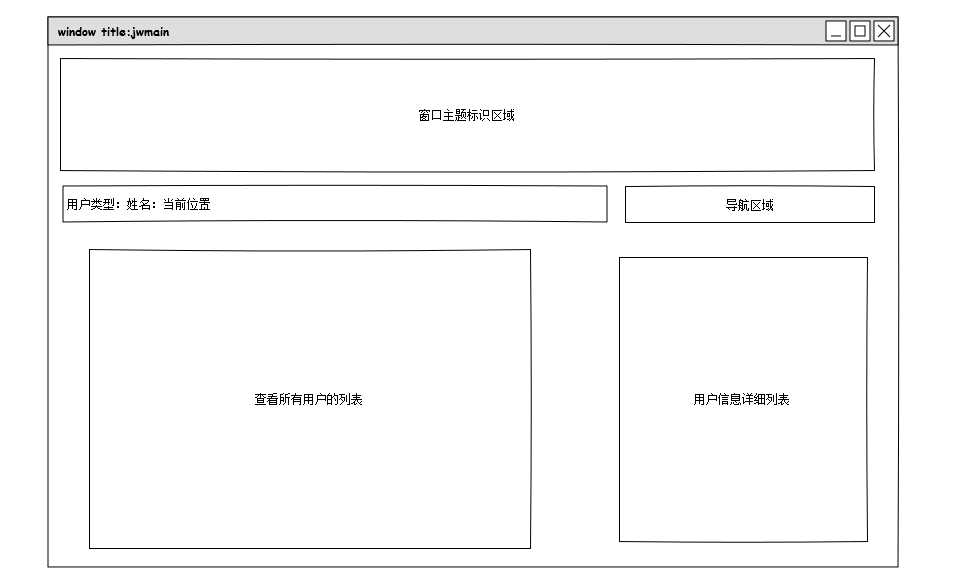 window title:jwmain
窗口主题标识区域
用户类型：姓名：当前位置
导航区域
查看所有用户的列表
用户信息详细列表